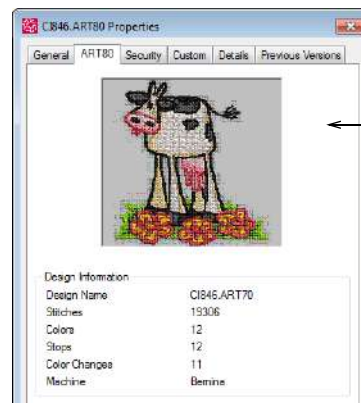 CI846.ART80 Properties
General ART80 Security Custom Details Previous Versions
Design Information
Design Name CI846.ART70
Stitches 19306
Colors 12
Stops 12
Color Changes 11
Machine Bernina